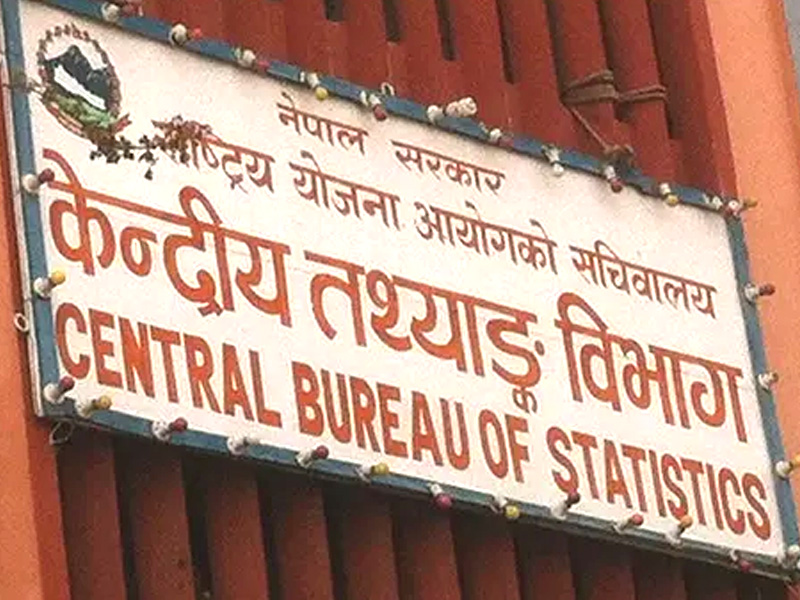 नेपाल सरकार
राष्ट्रिय योजना आयोगको सचिवालय
केन्द्रीय तथ्याङ्क विभाग
CENTRAL BUREAU OF STATISTICS